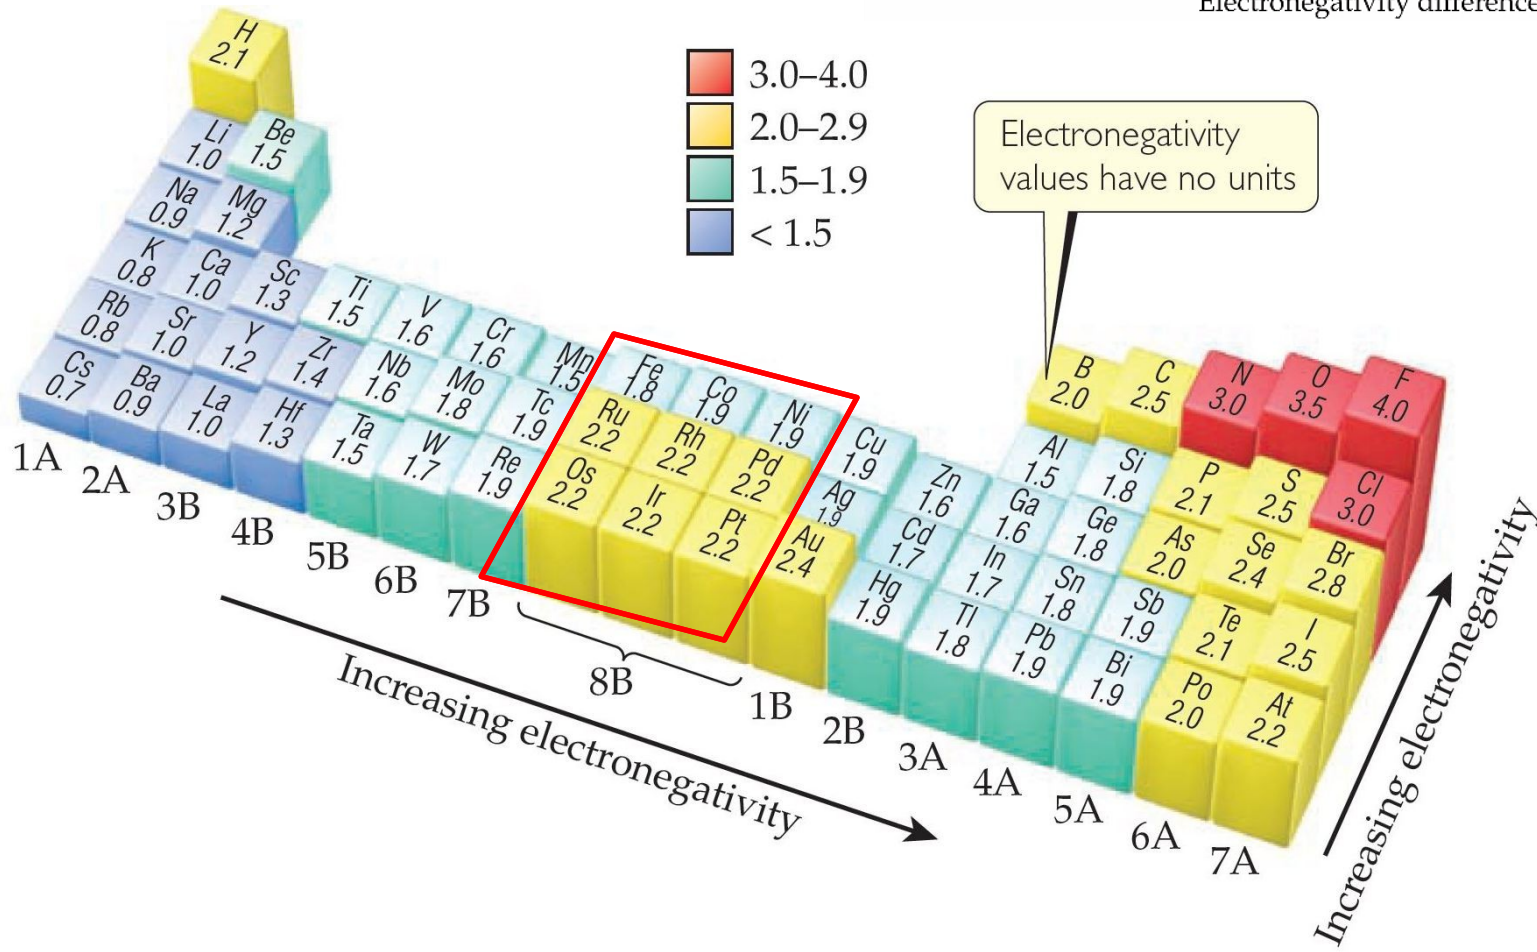 Electronegativity difference
H
2.1
3.0–4.0
2.0–2.9
1.5–1.9
< 1.5
Electronegativity
values have no units
Li
1.0
Be
1.5
Na
0.9
Mg
1.2
K
0.8
Ca
1.0
Sc
1.3
Ti
1.5
V
1.6
Cr
1.6
Mn
1.5
Fe
1.8
Co
1.9
Ni
1.9
Cu
1.9
Zn
1.6
Ga
1.6
Ge
1.8
As
2.0
Se
2.4
Br
2.8
B
2.0
C
2.5
N
3.0
O
3.5
F
4.0
Al
1.5
Si
1.8
P
2.1
S
2.5
Cl
3.0
Rb
0.8
Sr
1.0
Y
1.2
Zr
1.4
Nb
1.6
Mo
1.8
Tc
1.9
Ru
2.2
Rh
2.2
Pd
2.2
Ag
1.9
Cd
1.7
In
1.7
Sn
1.8
Sb
1.9
Te
2.1
I
2.5
Cs
0.7
Ba
0.9
La
1.0
Hf
1.3
Ta
1.5
W
1.7
Re
1.9
Os
2.2
Ir
2.2
Pt
2.2
Au
2.4
Hg
1.9
Tl
1.8
Pb
1.9
Bi
1.9
Po
2.0
At
2.2
1A
2A
3B
4B
5B
6B
7B
8B
1B
2B
3A
4A
5A
6A
7A
Increasing electronegativity
Increasing electronegativity